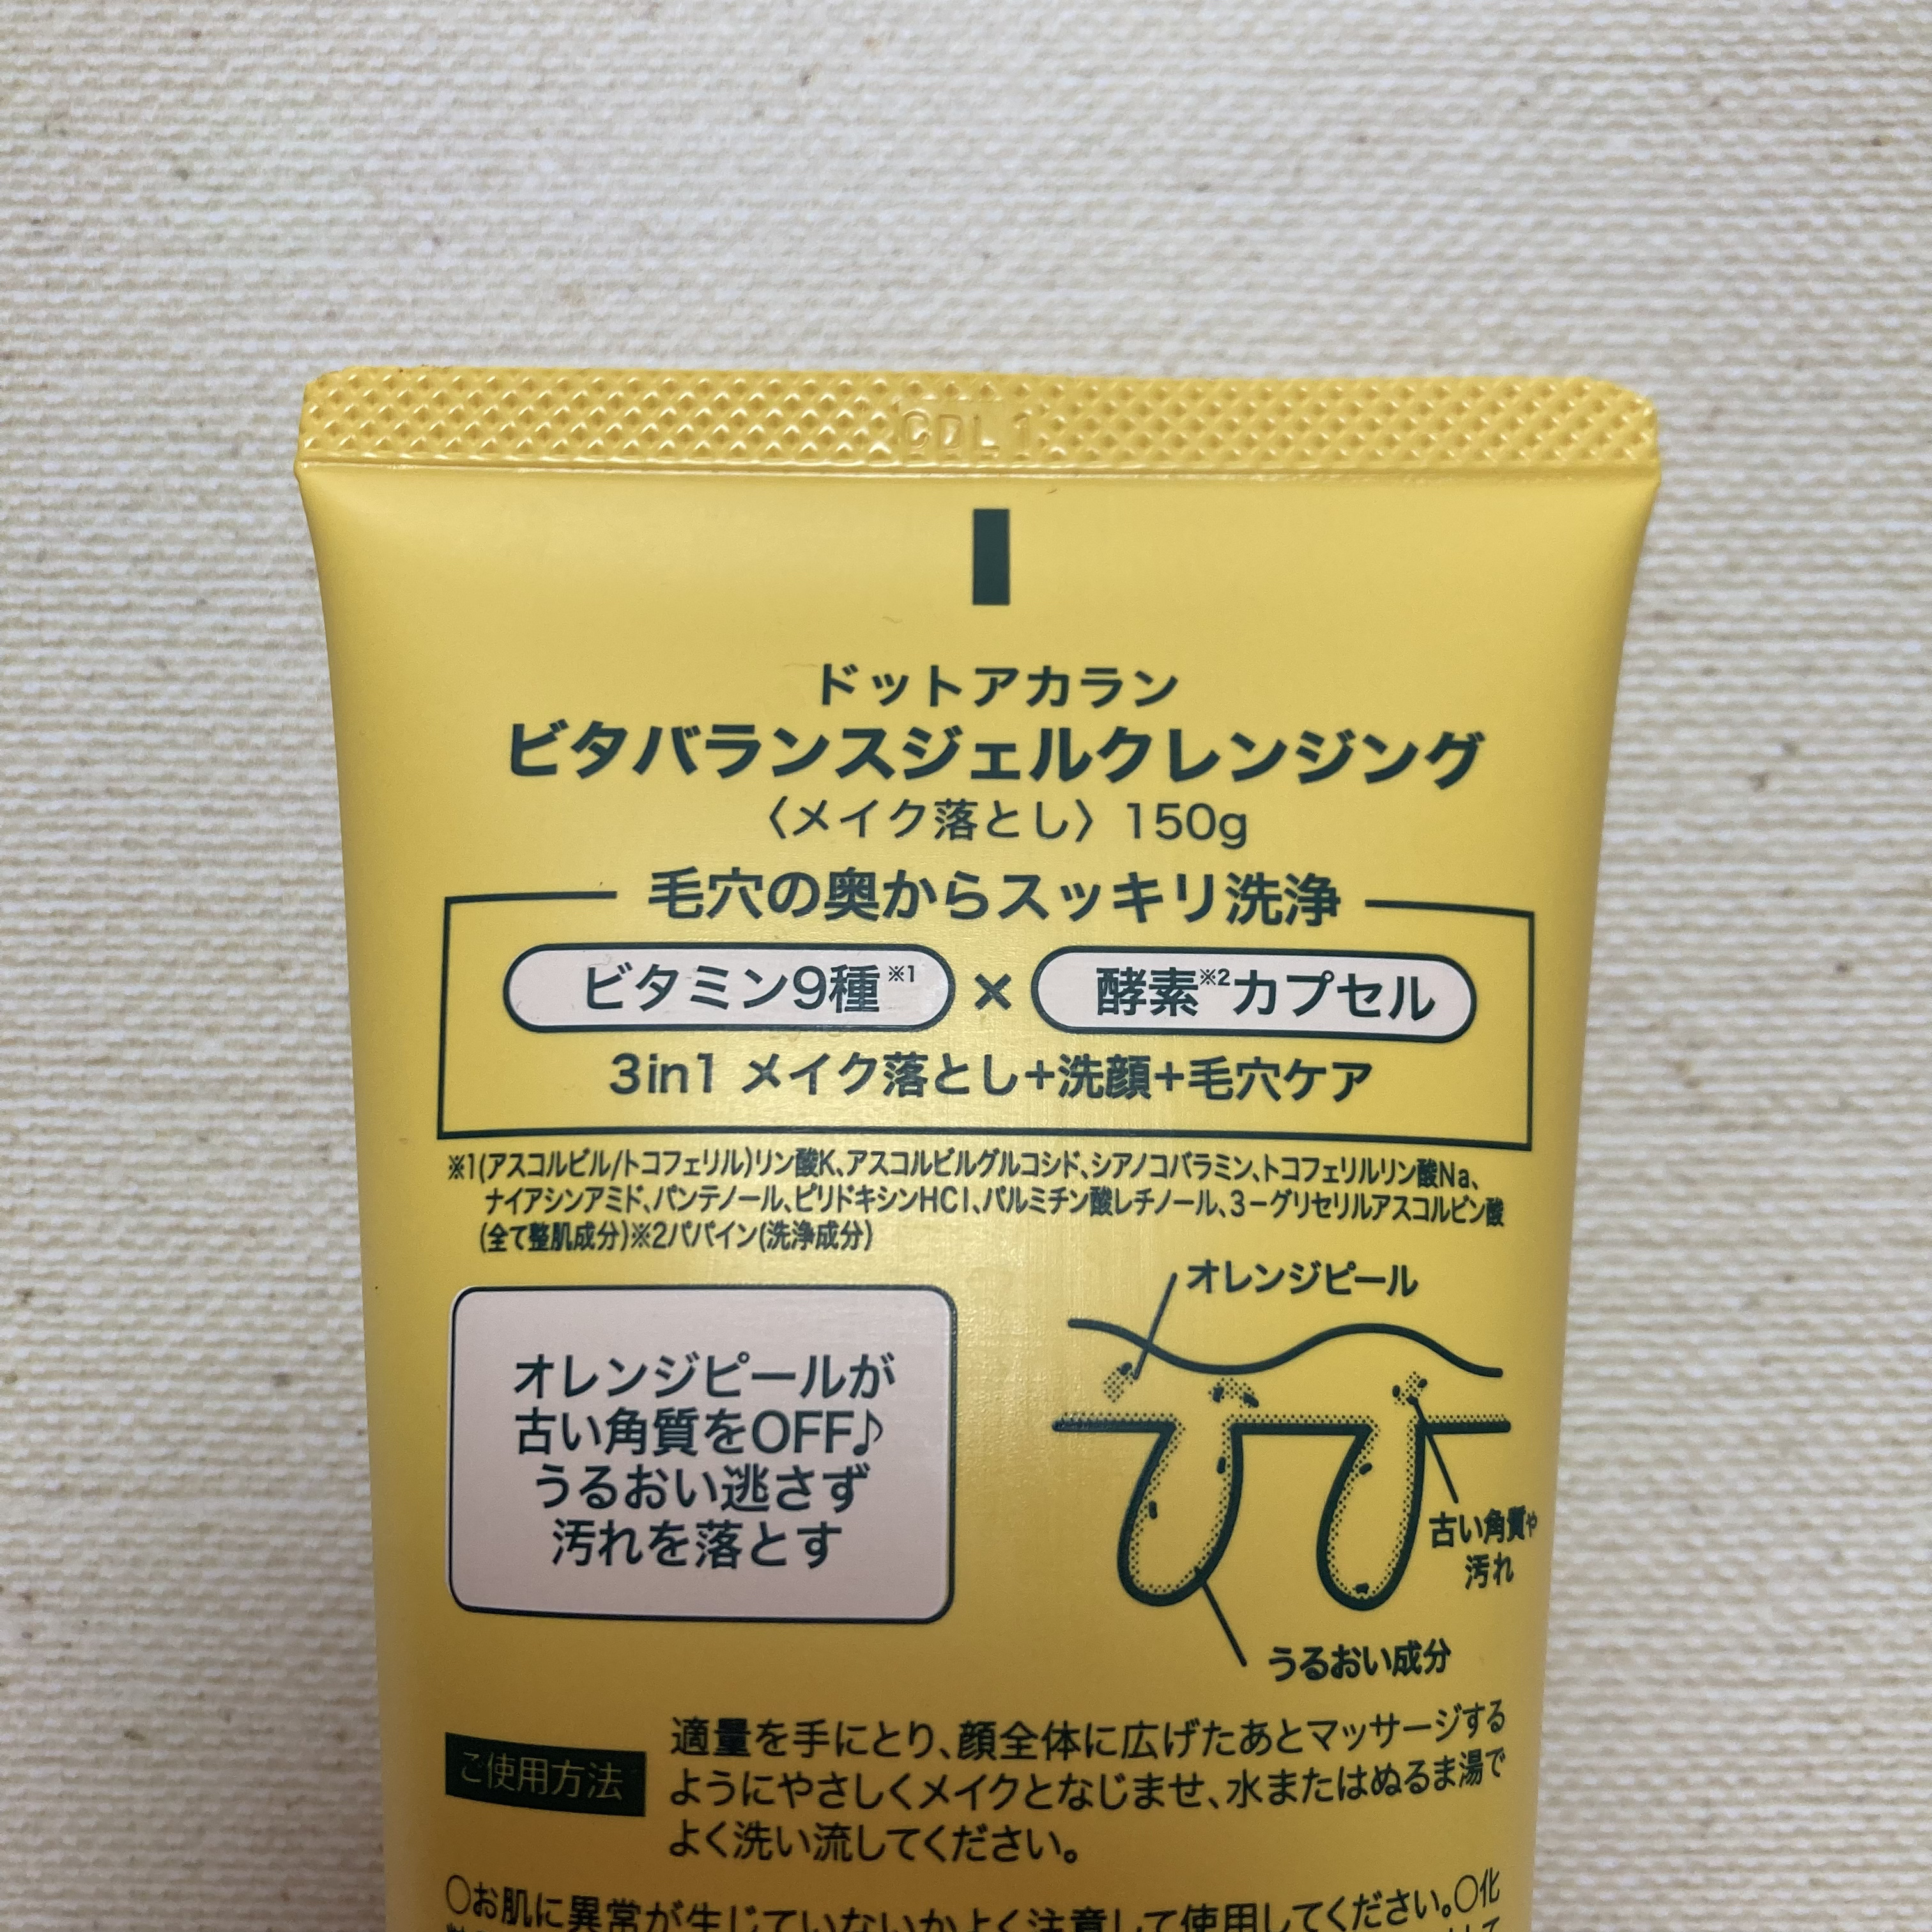 CDL1
ドットアカラン
ビタバランスジェルクレンジング
〈メイク落とし〉150g
毛穴の奥からスッキリ洗浄
ビタミン9種※1 × 酵素※2カプセル
3in1 メイク落とし+洗顔+毛穴ケア
※1(アスコルビル/トコフェリル)リン酸K、アスコルビルグルコシド、シアノコバラミン、トコフェリルリン酸Na、
ナイアシンアミド、パンテノール、ピリドキシンHCl、パルミチン酸レチノール、3-グリセリルアスコルビン酸
(全て整肌成分)※2パパイン(洗浄成分)
オレンジピールが
古い角質をOFF♪
うるおい逃さず
汚れを落とす
オレンジピール
古い角質や
汚れ
うるおい成分
ご使用方法
適量を手にとり、顔全体に広げたあとマッサージする
ようにやさしくメイクとなじませ、水またはぬるま湯で
よく洗い流してください。
○お肌に異常が生じていないかよく注意して使用してください。○化